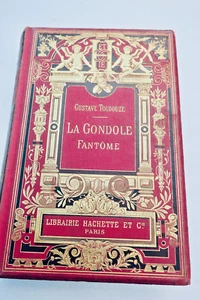 GUSTAVE TOUDOUZE
LA GONDOLE
FANTÔME
LIBRAIRIE HACHETTE ET Cie
PARIS